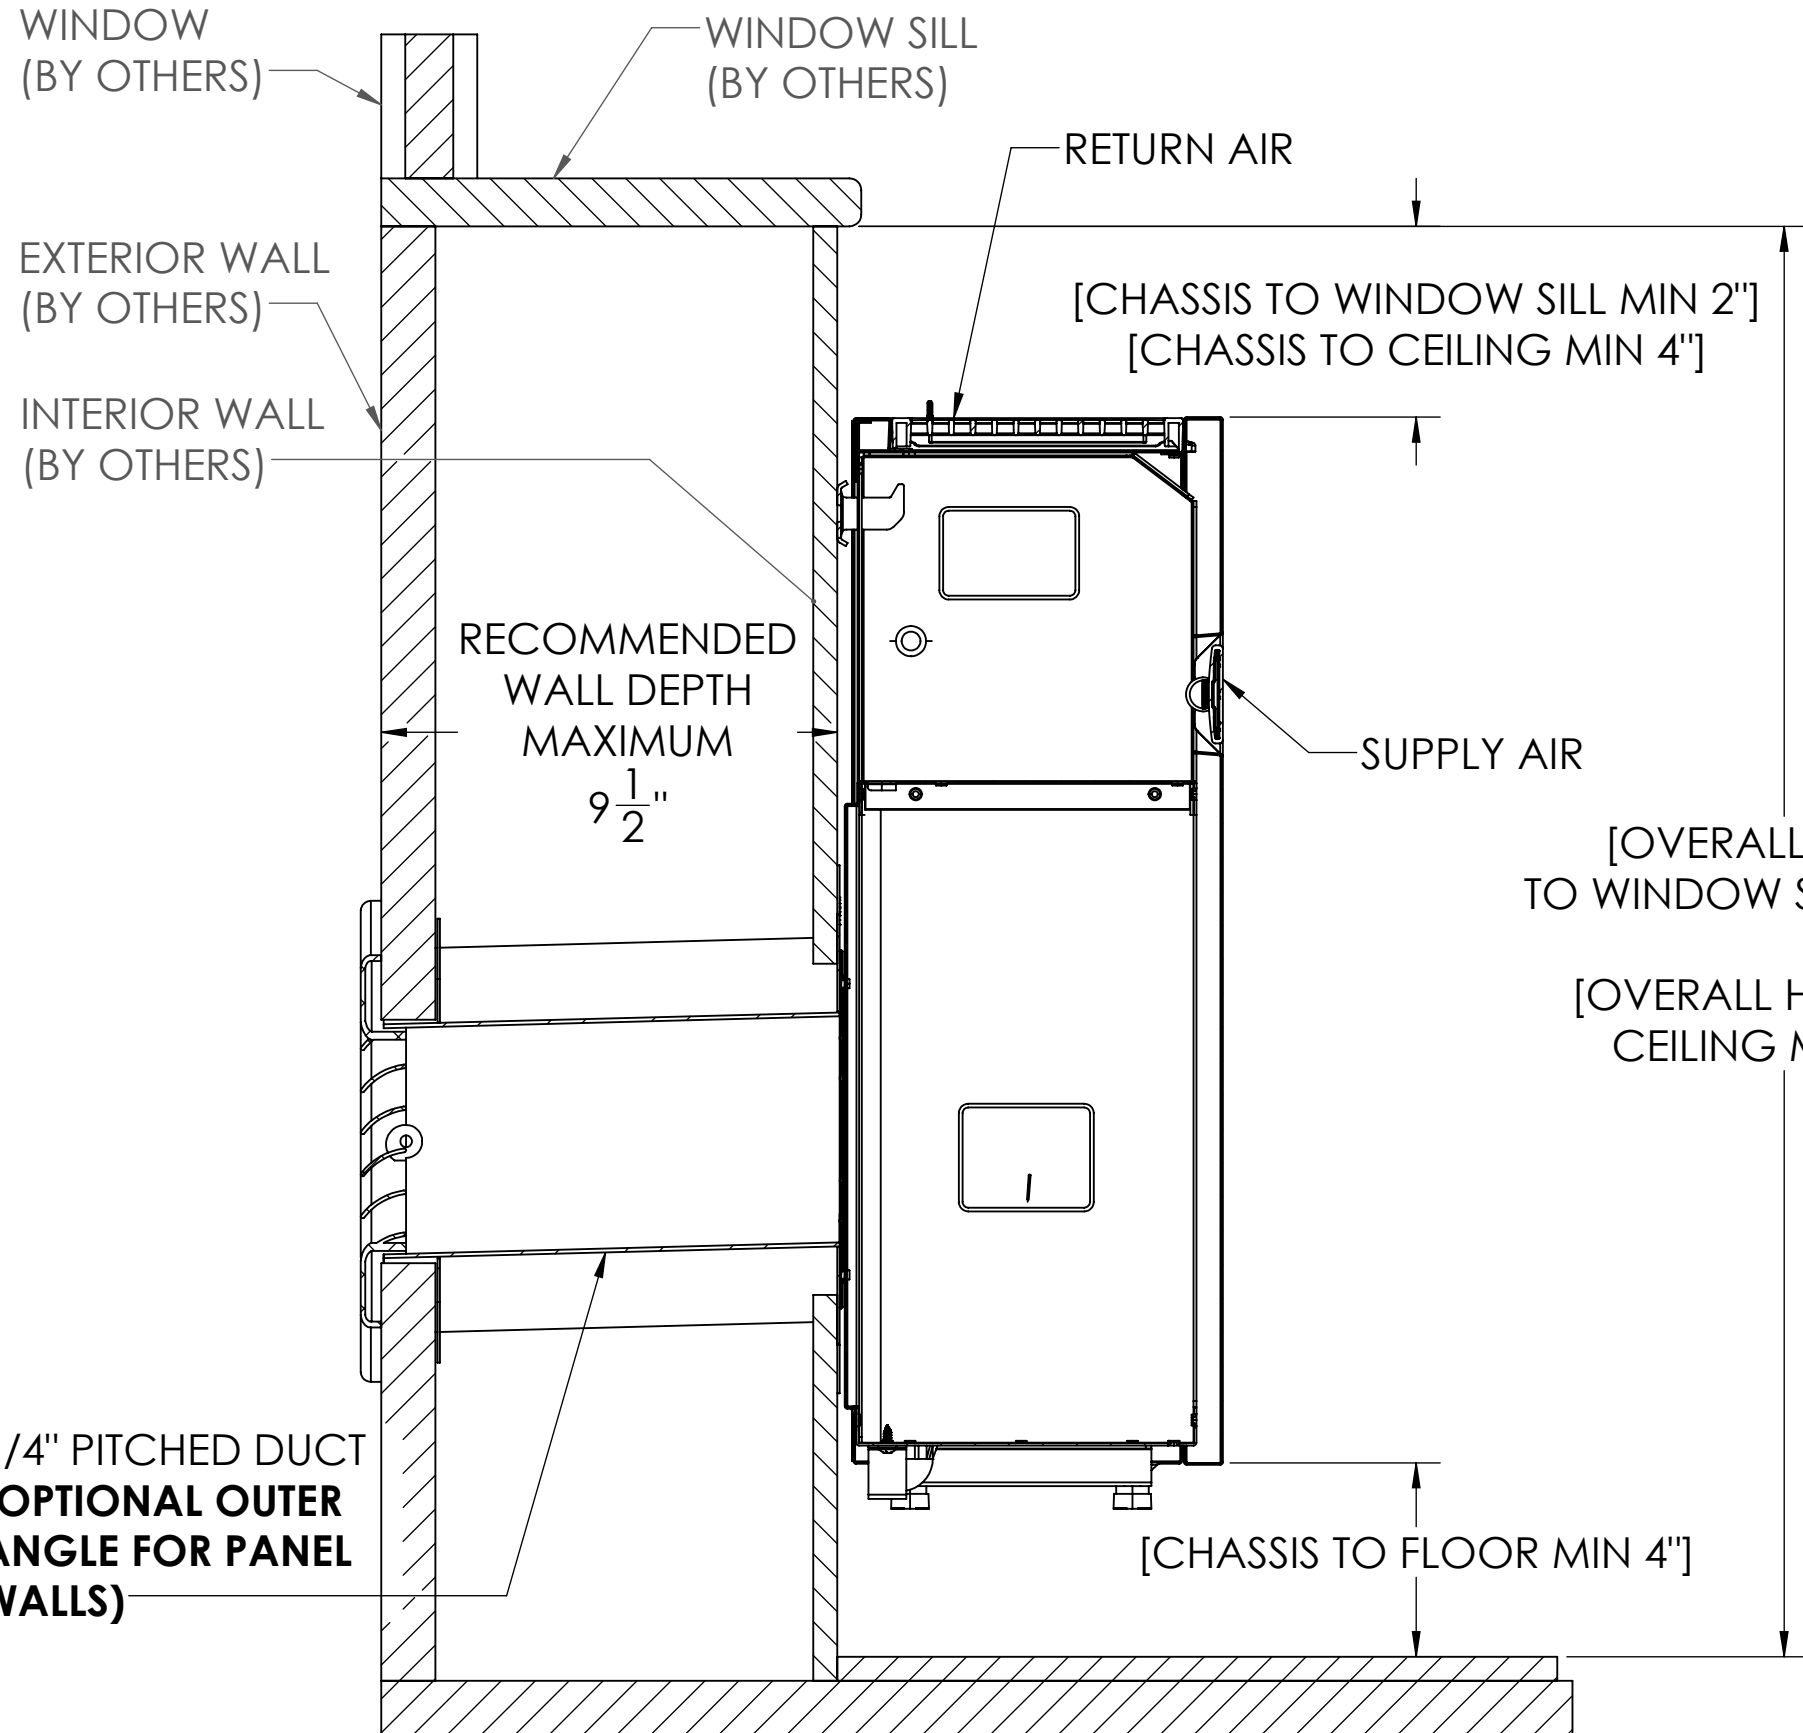 WINDOW
(BY OTHERS)
WINDOW SILL
(BY OTHERS)
RETURN AIR
EXTERIOR WALL
(BY OTHERS)
[CHASSIS TO WINDOW SILL MIN 2"]
[CHASSIS TO CEILING MIN 4"]
INTERIOR WALL
(BY OTHERS)
RECOMMENDED
WALL DEPTH
MAXIMUM
9 1/2"
SUPPLY AIR
[OVERALL
TO WINDOW
[OVERALL
CEILING
/4" PITCHED DUCT
OPTIONAL OUTER
ANGLE FOR PANEL
WALLS)
[CHASSIS TO FLOOR MIN 4"]